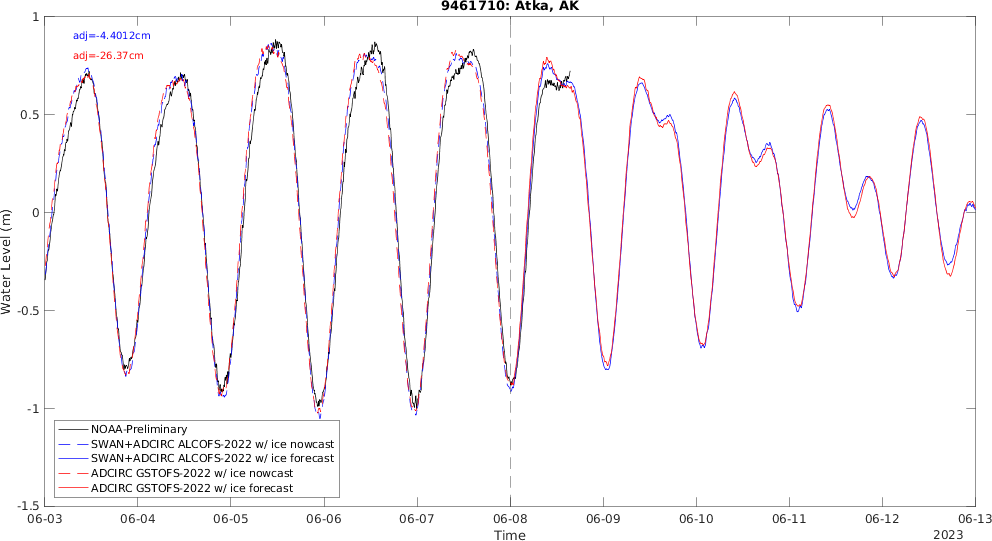 9461710: Atka, AK
adj=-4.4012cm
adj=-26.37cm
Water Level (m)
1
0.5
0
-0.5
-1
-1.5
NOAA-Preliminary
SWAN+ADCIRC ALCOFS-2022 w/ ice nowcast
SWAN+ADCIRC ALCOFS-2022 w/ ice forecast
ADCIRC GSTOFS-2022 w/ ice nowcast
ADCIRC GSTOFS-2022 w/ ice forecast
06-03 06-04 06-05 06-06 06-07 06-08 06-09 06-10 06-11 06-12 06-13
Time
2023